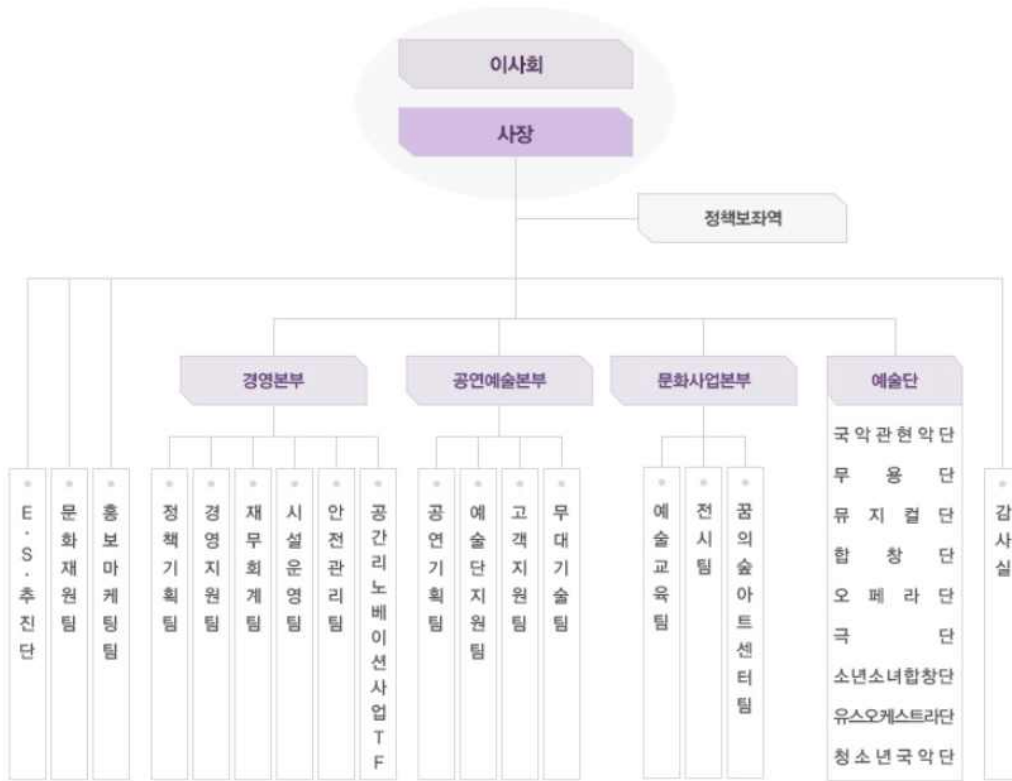 이사회
사장
정책보좌역
경영본부
공연예술본부
문화사업본부
예술단
E·S·추진단
문화재원팀
홍보마케팅팀
정책기획팀
경영지원팀
재무회계팀
시설운영팀
안전관리팀
공간리노베이션사업TF
공연기획팀
예술단지원팀
고객지원팀
무대기술팀
예술교육팀
전시팀
꿈의숲아트센터팀
국악관현악단
무용단
뮤지컬단
합창단
오페라단
극단
소년소녀합창단
유스오케스트라단
청소년국악단
감사실